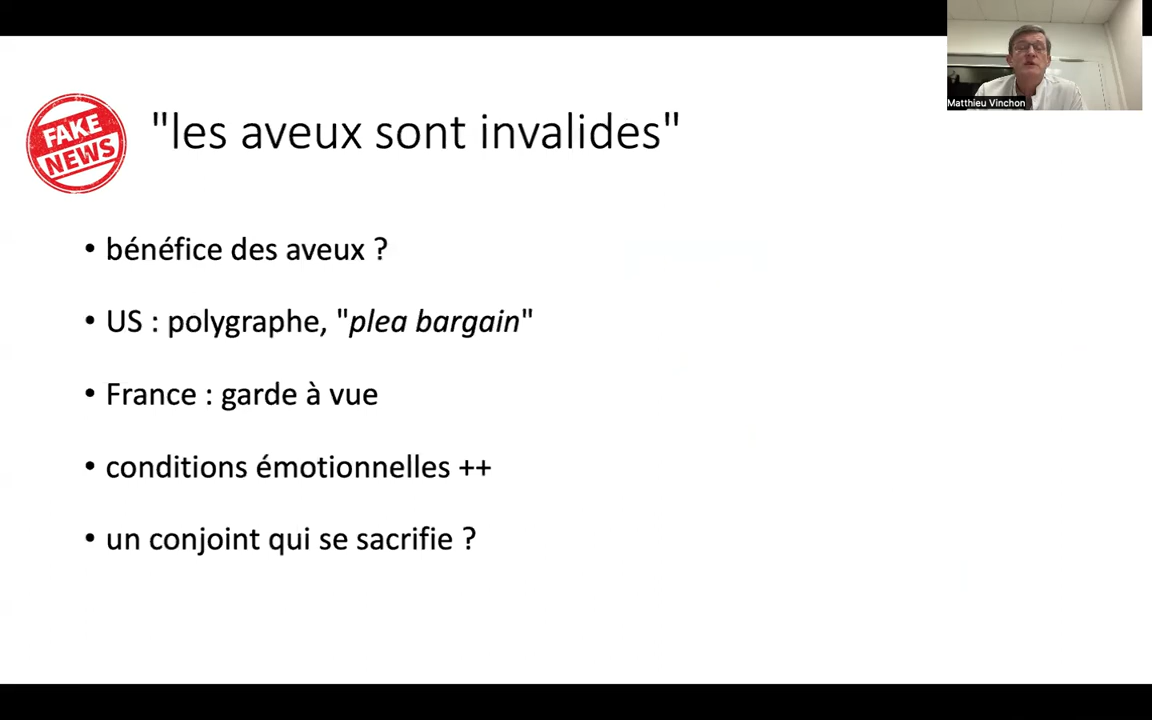 Matthieu Vinchon
FAKE
NEWS
"les aveux sont invalides"
• bénéfice des aveux ?
• US : polygraphe, "plea bargain"
• France : garde à vue
• conditions émotionnelles ++
• un conjoint qui se sacrifie ?